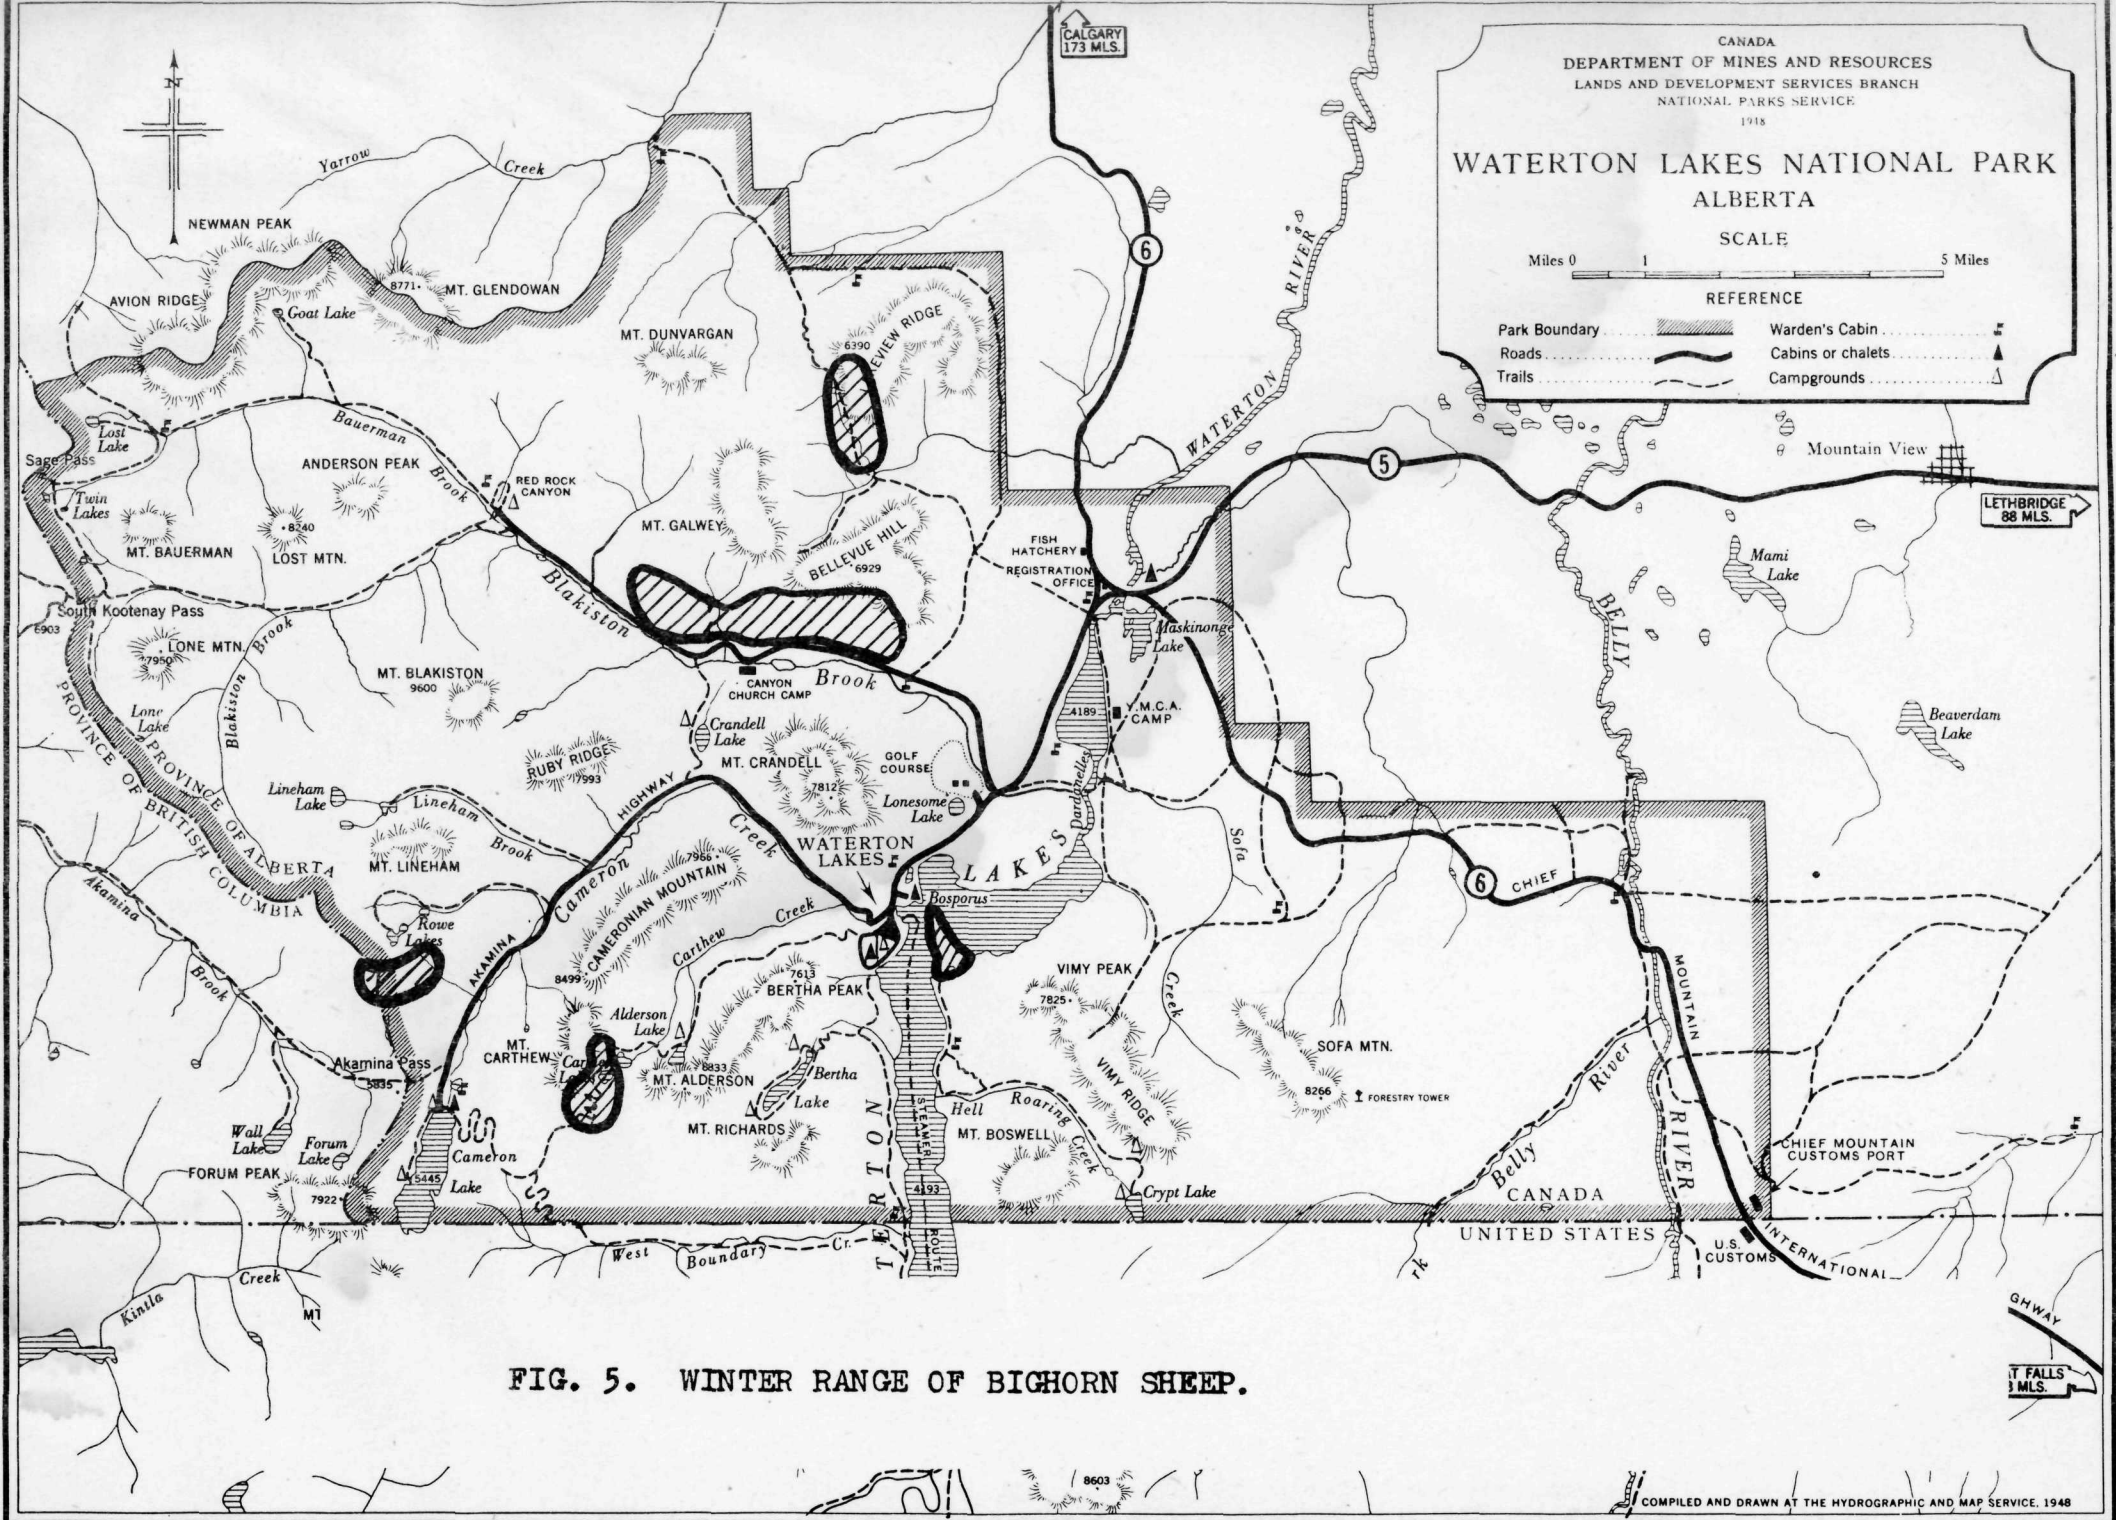 CALGARY
173 MLS.
CANADA
DEPARTMENT OF MINES AND RESOURCES
LANDS AND DEVELOPMENT SERVICES BRANCH
NATIONAL PARKS SERVICE
1948
WATERTON LAKES NATIONAL PARK
ALBERTA
SCALE
Miles 0 1 5 Miles
REFERENCE
Park Boundary
Roads
Trails
Warden's Cabin
Cabins or chalets
Campgrounds
N
Yarrow Creek
NEWMAN PEAK
AVION RIDGE
8771
MT. GLENDOWAN
Goat Lake
MT. DUNVARGAN
6390
EVIEW RIDGE
6
WATERTON RIVER
5
Mountain View
LETHBRIDGE
88 MLS.
Lost
Lake
Sage Pass
Twin
Lakes
Bauerman
Brook
ANDERSON PEAK
RED ROCK
CANYON
MT. BAUERMAN
8240
LOST MTN.
MT. GALWEY
BELLEVUE HILL
6929
FISH
HATCHERY
REGISTRATION
OFFICE
Mami
Lake
South Kootenay Pass
6903
LONE MTN.
7950
Blakiston
Brook
Blakiston
Brook
MT. BLAKISTON
9600
CANYON
CHURCH CAMP
Maskinonge
Lake
BELLY
Lone
Lake
Crandell
Lake
4189
Y.M.C.A.
CAMP
Beaverdam
Lake
PROVINCE OF ALBERTA
PROVINCE OF BRITISH COLUMBIA
RUBY RIDGE
7993
MT. CRANDELL
7812
GOLF
COURSE
Lonesome
Lake
Dardanelles
Lineham
Lake
Lineham
Brook
HIGHWAY
Creek
WATERTON
LAKES
LAKES
Sofa
MT. LINEHAM
Cameron
7966
CAMERONIAN MOUNTAIN
8499
Bosporus
6
CHIEF
Akamina
Brook
Rowe
Lakes
AKAMINA
Carthew Creek
7613
BERTHA PEAK
VIMY PEAK
7825
Creek
MOUNTAIN
Alderson
Lake
MT.
CARTHEW
Akamina Pass
5835
MT. ALDERSON
Bertha
Lake
VIMY RIDGE
SOFA MTN.
8266
FORESTRY TOWER
Belly River
RIVER
Wall
Lake
Forum
Lake
FORUM PEAK
7922
Cameron
Lake
5445
MT. RICHARDS
TERTON
STEAMER
ROUTE
4193
Hell Roaring Creek
MT. BOSWELL
Crypt Lake
CHIEF MOUNTAIN
CUSTOMS PORT
CANADA
UNITED STATES
U.S.
CUSTOMS
INTERNATIONAL
West Boundary Cr.
rk
Kintla Creek
GHWAY
T FALLS
MLS.
FIG. 5. WINTER RANGE OF BIGHORN SHEEP.
8603
COMPILED AND DRAWN AT THE HYDROGRAPHIC AND MAP SERVICE, 1948